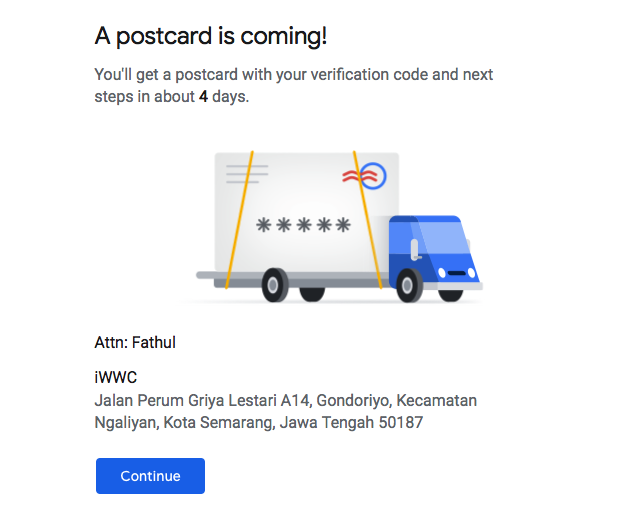 A postcard is coming!
You'll get a postcard with your verification code and next
steps in about 4 days.
*****
Attn: Fathul
iWWC
Jalan Perum Griya Lestari A14, Gondoriyo, Kecamatan
Ngaliyan, Kota Semarang, Jawa Tengah 50187
Continue